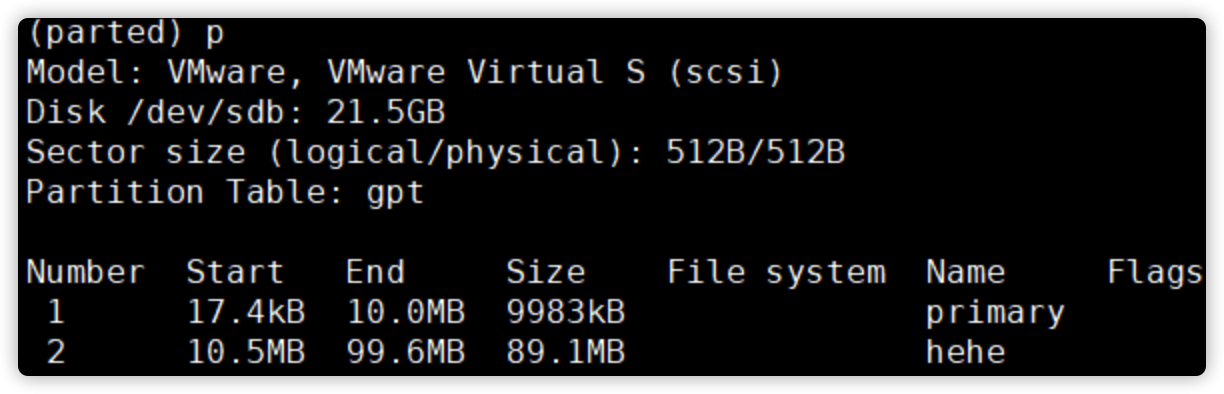 (parted) p
Model: VMware, VMware Virtual S (scsi)
Disk /dev/sdb: 21.5GB
Sector size (logical/physical): 512B/512B
Partition Table: gpt
Number  Start   End     Size    File system  Name     Flags
 1      17.4kB  10.0MB  9983kB               primary
 2      10.5MB  99.6MB  89.1MB               hehe